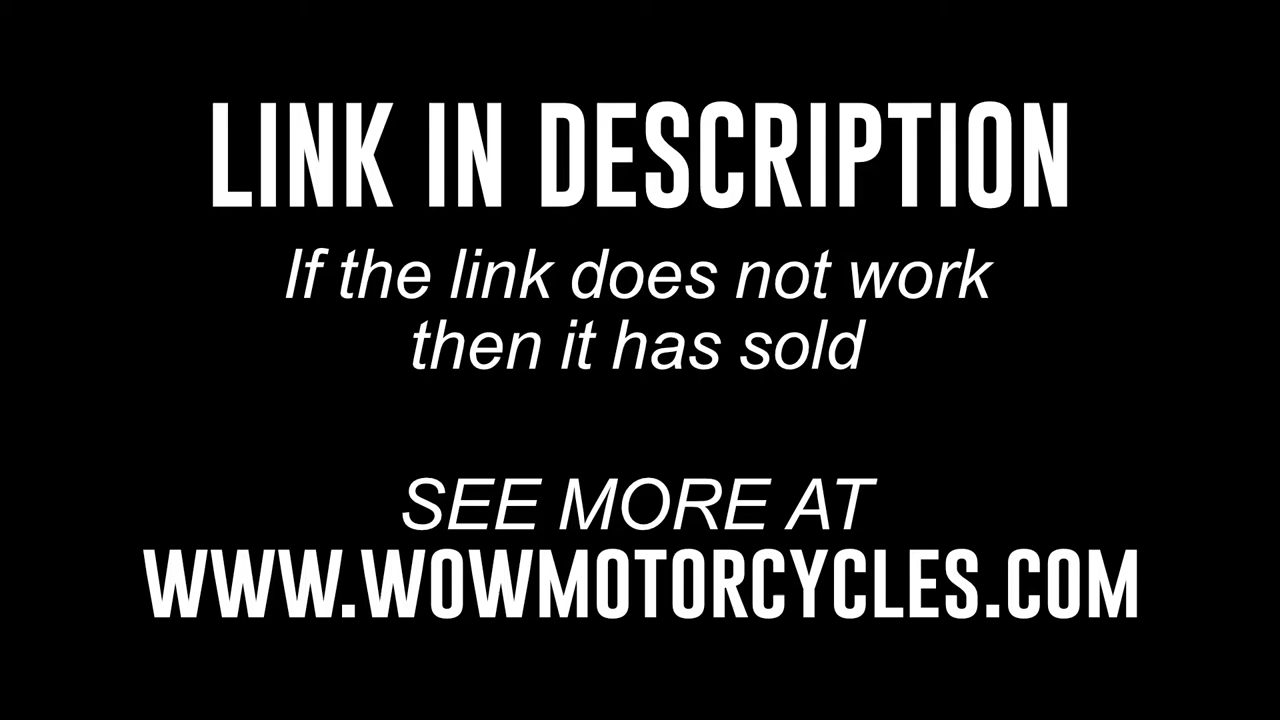 LINK IN DESCRIPTION
If the link does not work
then it has sold
SEE MORE AT
WWW.WOWMOTORCYCLES.COM